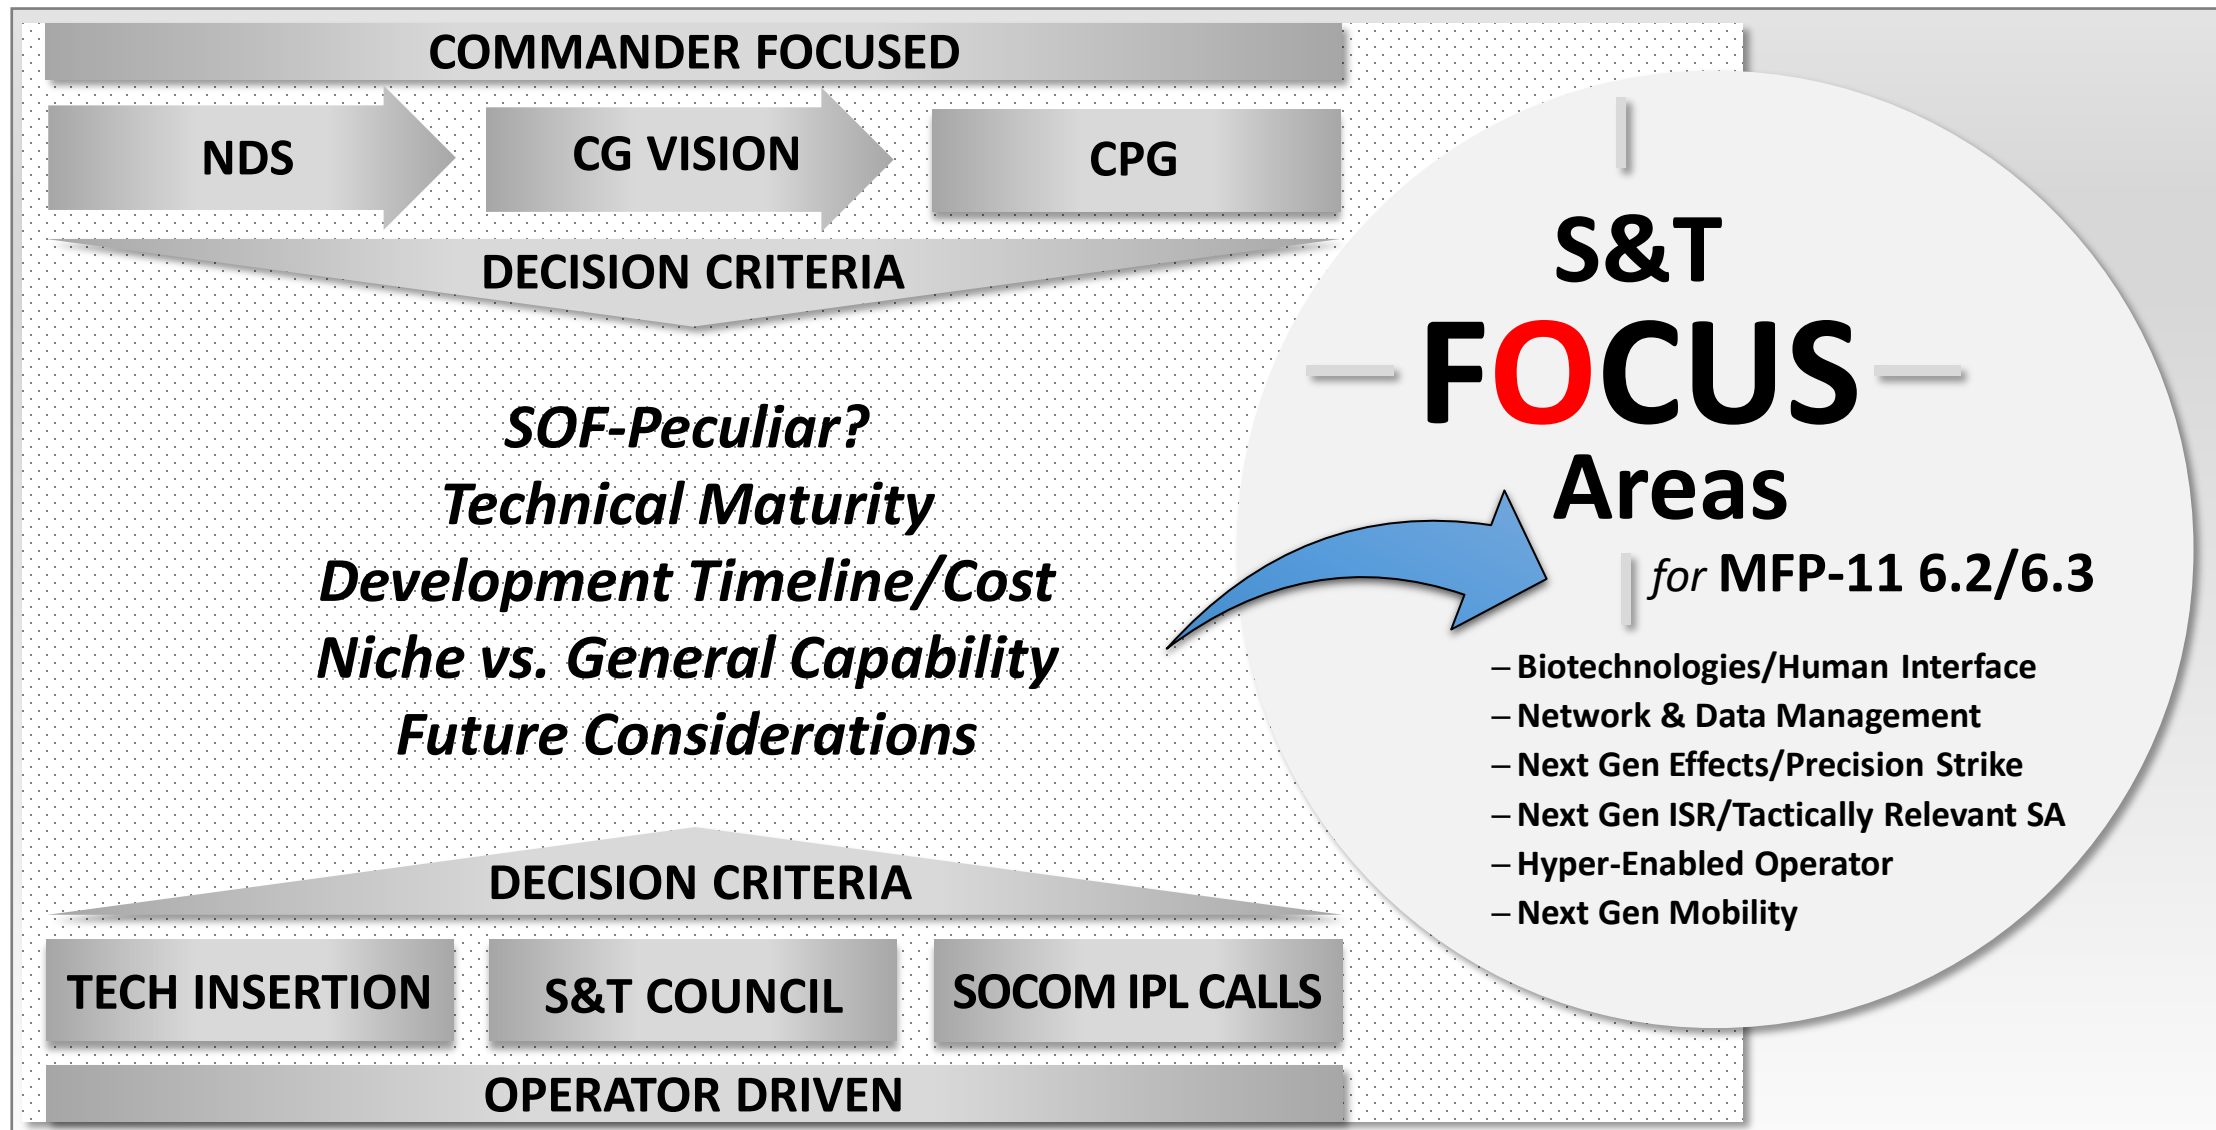 COMMANDER FOCUSED
NDS
CG VISION
CPG
DECISION CRITERIA
SOF-Peculiar?
Technical Maturity
Development Timeline/Cost
Niche vs. General Capability
Future Considerations
DECISION CRITERIA
TECH INSERTION
S&T COUNCIL
SOCOM IPL CALLS
OPERATOR DRIVEN
S&T
FOCUS
Areas
for MFP-11 6.2/6.3
– Biotechnologies/Human Interface
– Network & Data Management
– Next Gen Effects/Precision Strike
– Next Gen ISR/Tactically Relevant SA
– Hyper-Enabled Operator
– Next Gen Mobility